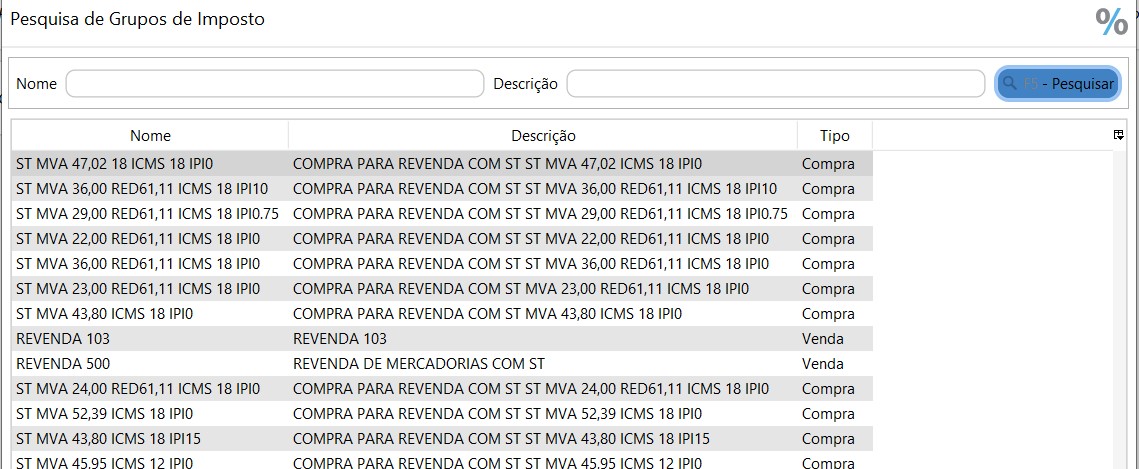 Pesquisa de Grupos de Imposto
%
Nome Descrição F5 - Pesquisar
Nome Descrição Tipo
ST MVA 47,02 18 ICMS 18 IPI0 COMPRA PARA REVENDA COM ST ST MVA 47,02 ICMS 18 IPI0 Compra
ST MVA 36,00 RED61,11 ICMS 18 IPI10 COMPRA PARA REVENDA COM ST ST MVA 36,00 RED61,11 ICMS 18 IPI10 Compra
ST MVA 29,00 RED61,11 ICMS 18 IPI0.75 COMPRA PARA REVENDA COM ST ST MVA 29,00 RED61,11 ICMS 18 IPI0.75 Compra
ST MVA 22,00 RED61,11 ICMS 18 IPI0 COMPRA PARA REVENDA COM ST ST MVA 22,00 RED61,11 ICMS 18 IPI0 Compra
ST MVA 36,00 RED61,11 ICMS 18 IPI0 COMPRA PARA REVENDA COM ST ST MVA 36,00 RED61,11 ICMS 18 IPI0 Compra
ST MVA 23,00 RED61,11 ICMS 18 IPI0 COMPRA PARA REVENDA COM ST MVA 23,00 RED61,11 ICMS 18 IPI0 Compra
ST MVA 43,80 ICMS 18 IPI0 COMPRA PARA REVENDA COM ST MVA 43,80 ICMS 18 IPI0 Compra
REVENDA 103 REVENDA 103 Venda
REVENDA 500 REVENDA DE MERCADORIAS COM ST Venda
ST MVA 24,00 RED61,11 ICMS 18 IPI0 COMPRA PARA REVENDA COM ST ST MVA 24,00 RED61,11 ICMS 18 IPI0 Compra
ST MVA 52,39 ICMS 18 IPI0 COMPRA PARA REVENDA COM ST ST MVA 52,39 ICMS 18 IPI0 Compra
ST MVA 43,80 ICMS 18 IPI15 COMPRA PARA REVENDA COM ST ST MVA 43,80 ICMS 18 IPI15 Compra
ST MVA 45,95 ICMS 12 IPI0 COMPRA PARA REVENDA COM ST ST MVA 45,95 ICMS 12 IPI0 Compra